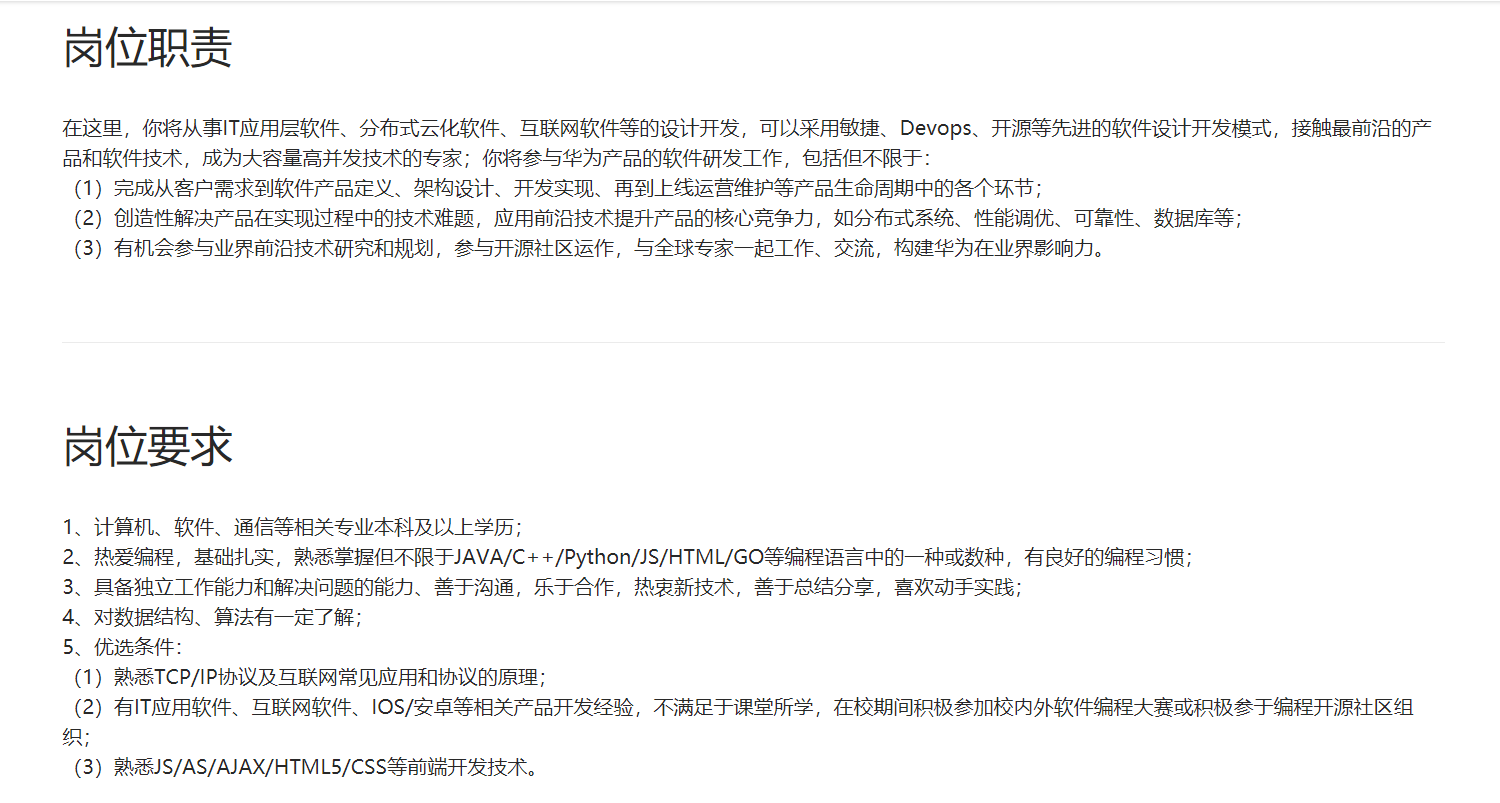 岗位职责
在这里，你将从事IT应用层软件、分布式云化软件、互联网软件等的设计开发，可以采用敏捷、Devops、开源等先进的软件设计开发模式，接触最前沿的产
品和软件技术，成为大容量高并发技术的专家；你将参与华为产品的软件研发工作，包括但不限于：
（1）完成从客户需求到软件产品定义、架构设计、开发实现、再到上线运营维护等产品生命周期中的各个环节；
（2）创造性解决产品在实现过程中的技术难题，应用前沿技术提升产品的核心竞争力，如分布式系统、性能调优、可靠性、数据库等；
（3）有机会参与业界前沿技术研究和规划，参与开源社区运作，与全球专家一起工作、交流，构建华为在业界影响力。
岗位要求
1、计算机、软件、通信等相关专业本科及以上学历；
2、热爱编程，基础扎实，熟悉掌握但不限于JAVA/C++/Python/JS/HTML/GO等编程语言中的一种或数种，有良好的编程习惯；
3、具备独立工作能力和解决问题的能力、善于沟通，乐于合作，热衷新技术，善于总结分享，喜欢动手实践；
4、对数据结构、算法有一定了解；
5、优选条件：
（1）熟悉TCP/IP协议及互联网常见应用和协议的原理；
（2）有IT应用软件、互联网软件、IOS/安卓等相关产品开发经验，不满足于课堂所学，在校期间积极参加校内外软件编程大赛或积极参于编程开源社区组
织；
（3）熟悉JS/AS/AJAX/HTML5/CSS等前端开发技术。